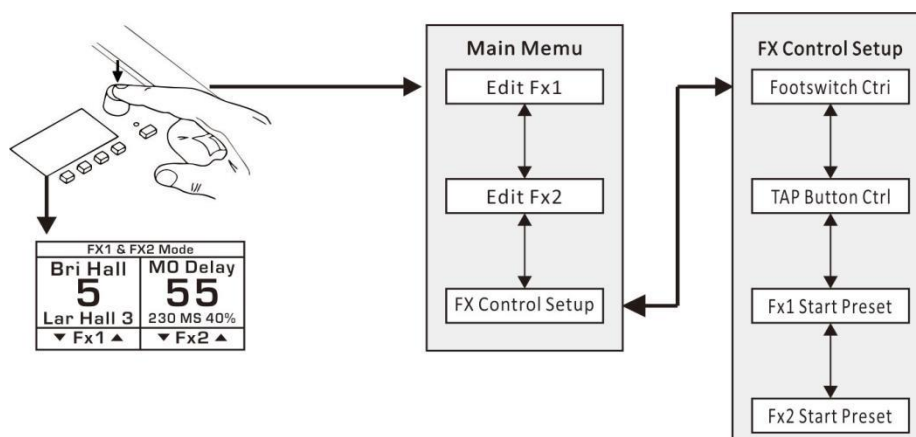 Main Memu
Edit Fx1
Edit Fx2
FX Control Setup
FX Control Setup
Footswitch Ctri
TAP Button Ctrl
Fx1 Start Preset
Fx2 Start Preset
FX1 & FX2 Mode
Bri Hall
5
Lar Hall 3
▼ Fx1 ▲
MO Delay
55
230 MS 40%
▼ Fx2 ▲